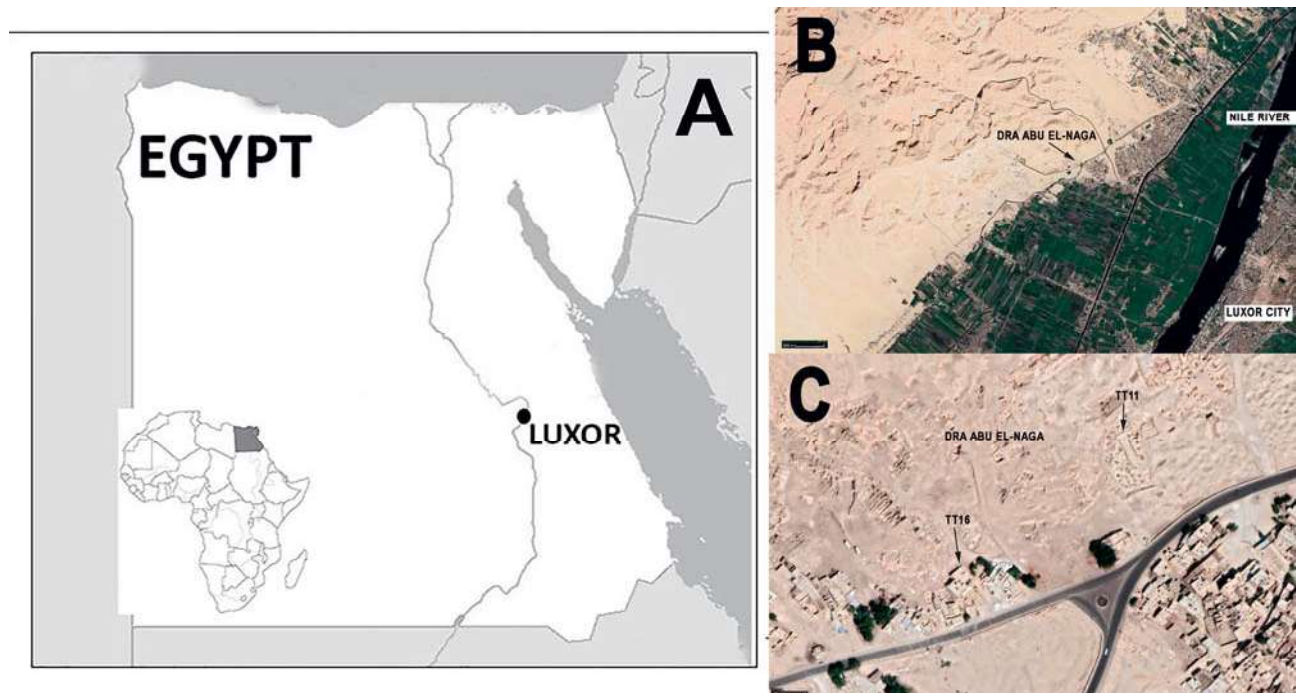 A
EGYPT
LUXOR
B
NILE RIVER
DRA ABU EL-NAGA
LUXOR CITY
C
TT11
DRA ABU EL-NAGA
TT16